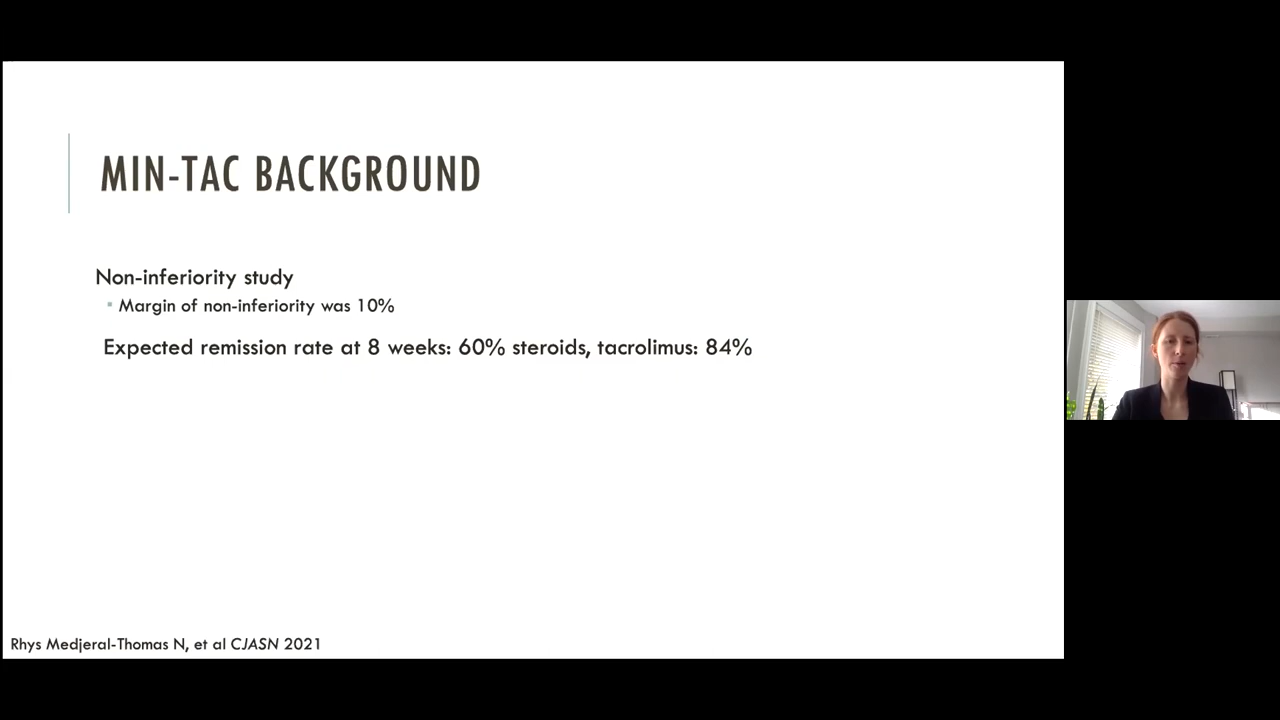 MIN-TAC BACKGROUND
Non-inferiority study
▪ Margin of non-inferiority was 10%
Expected remission rate at 8 weeks: 60% steroids, tacrolimus: 84%
Rhys Medjeral-Thomas N, et al CJASN 2021